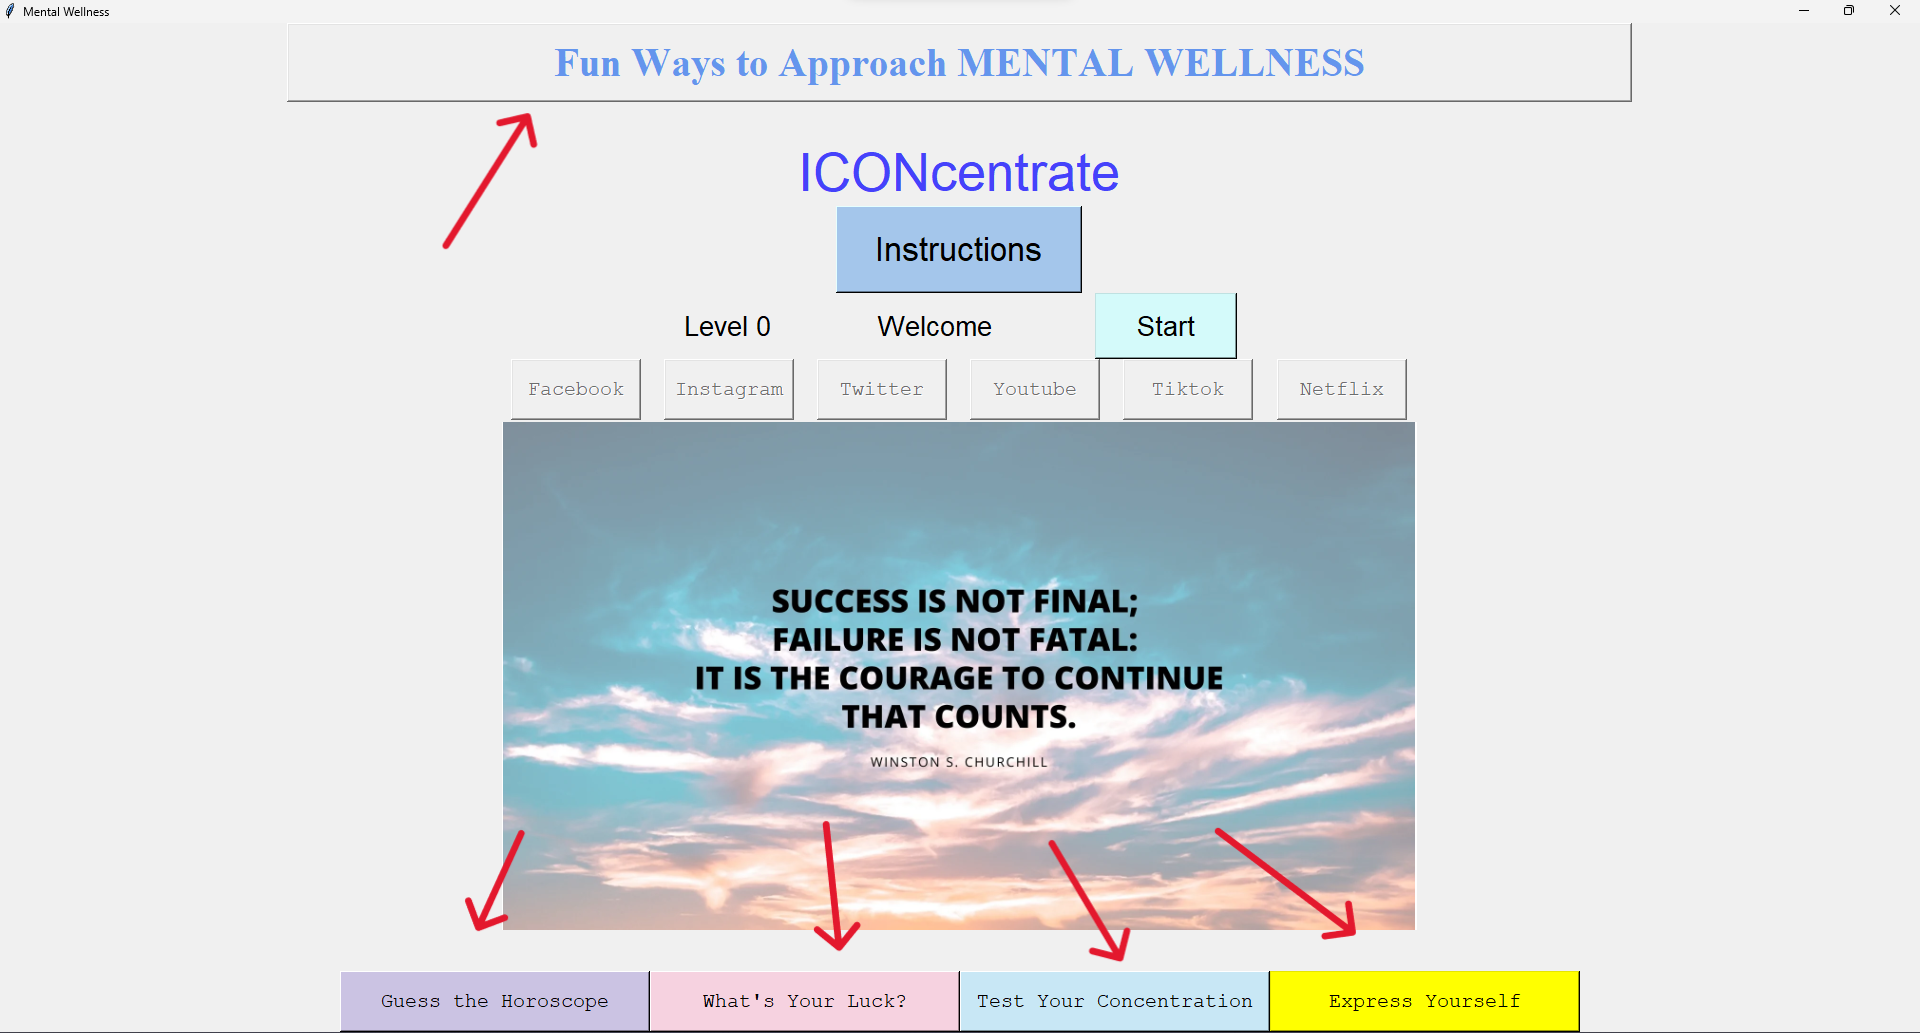 Mental Wellness
Fun Ways to Approach MENTAL WELLNESS
ICONcentrate
Instructions
Level 0 Welcome Start
Facebook Instagram Twitter Youtube Tiktok Netflix
SUCCESS IS NOT FINAL;
FAILURE IS NOT FATAL:
IT IS THE COURAGE TO CONTINUE
THAT COUNTS.
WINSTON S. CHURCHILL
Guess the Horoscope What's Your Luck? Test Your Concentration Express Yourself